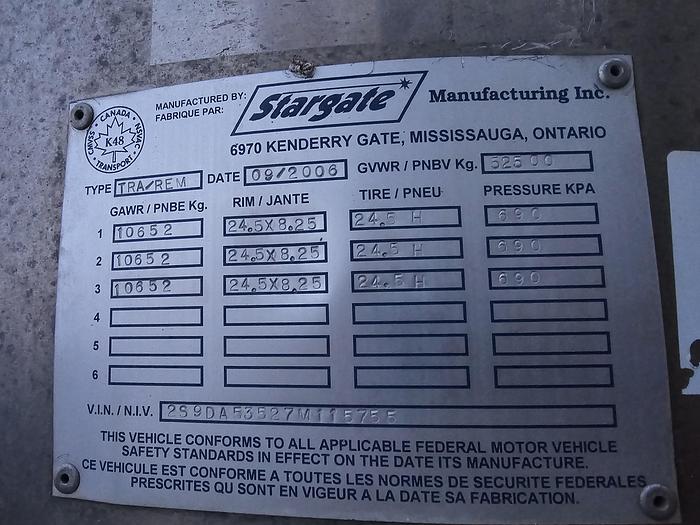 CANADA
CMVSS NSVAC
K48
TRANSPORT
MANUFACTURED BY:
FABRIQUE PAR:
Stargate Manufacturing Inc.
6970 KENDERRY GATE, MISSISSAUGA, ONTARIO
TYPE TRA/REM DATE 09/2006 GVWR / PNBV Kg. 52500
GAWR / PNBE Kg. RIM / JANTE TIRE / PNEU PRESSURE KPA
1 10652 24.5X8.25 24.5 H 690
2 10652 24.5X8.25 24.5 H 690
3 10652 24.5X8.25 24.5 H 690
4
5
6
V.I.N. / N.I.V. 2S9DA53527M115755
THIS VEHICLE CONFORMS TO ALL APPLICABLE FEDERAL MOTOR VEHICLE
SAFETY STANDARDS IN EFFECT ON THE DATE ITS MANUFACTURE.
CE VEHICULE EST CONFORME A TOUTES LES NORMES DE SECURITE FEDERALES
PRESCRITES QU SONT EN VIGEUR A LA DATE SA FABRICATION.